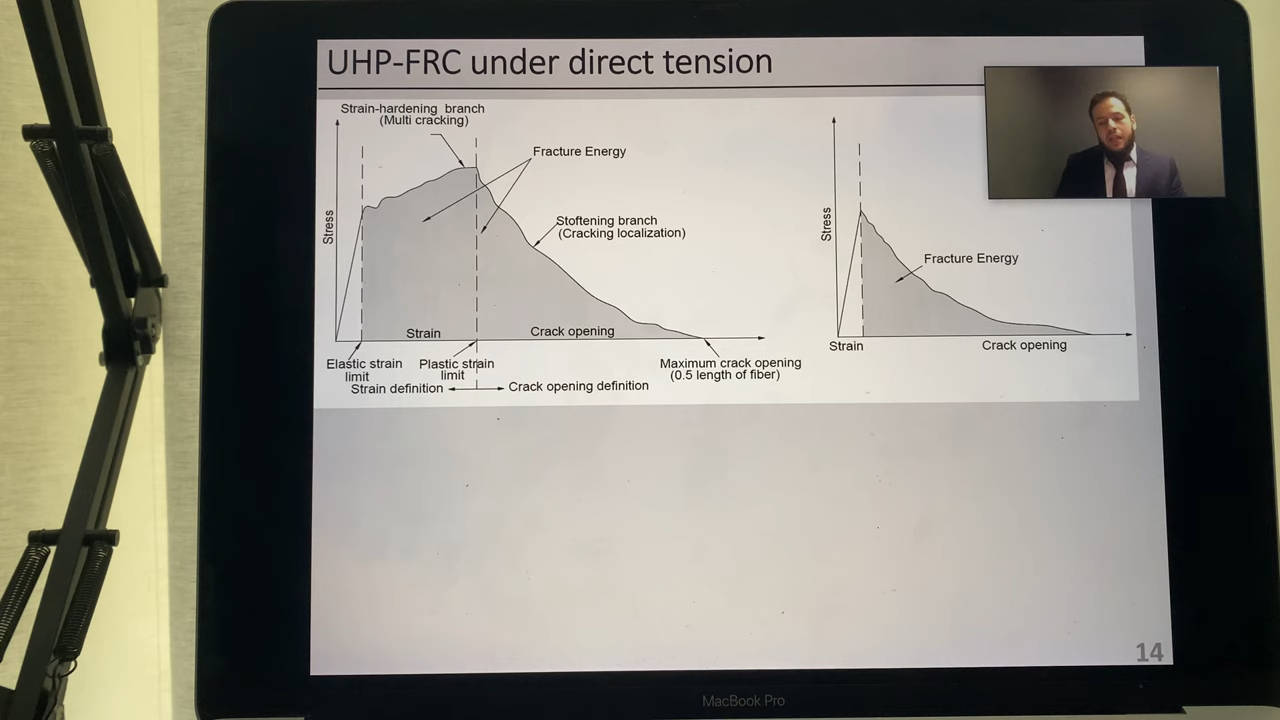 UHP-FRC under direct tension
Strain-hardening branch
(Multi cracking)
Fracture Energy
Stoftening branch
(Cracking localization)
Stress
Strain
Crack opening
Elastic strain
limit
Plastic strain
limit
Maximum crack opening
(0.5 length of fiber)
Strain definition
Crack opening definition
Stress
Fracture Energy
Strain
Crack opening
14
MacBook Pro